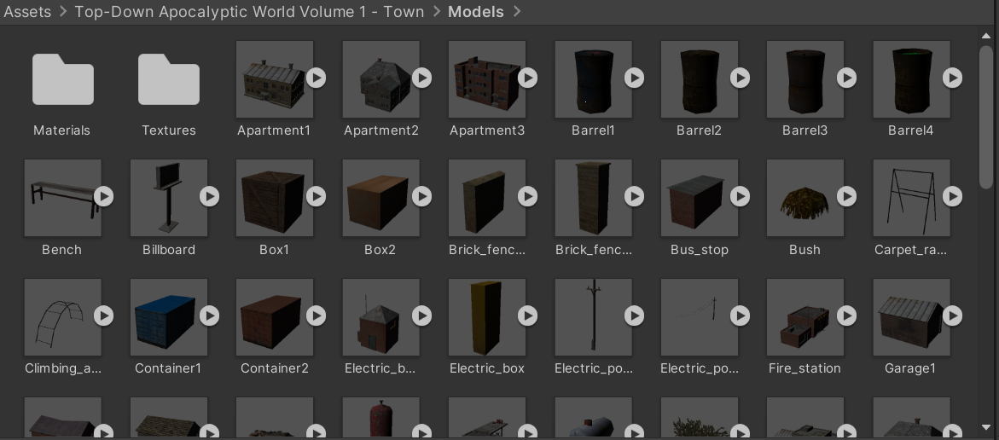 Assets > Top-Down Apocalyptic World Volume 1 - Town > Models >
Materials Textures Apartment1 Apartment2 Apartment3 Barrel1 Barrel2 Barrel3 Barrel4
Bench Billboard Box1 Box2 Brick_fenc... Brick_fenc... Bus_stop Bush Carpet_ra...
Climbing_a... Container1 Container2 Electric_b... Electric_box Electric_po... Electric_po... Fire_station Garage1